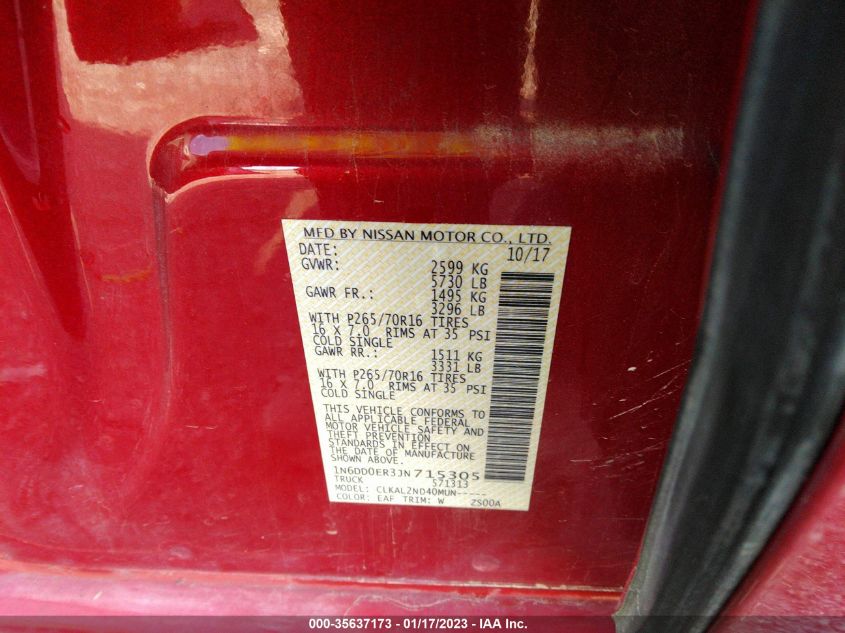 MFD BY NISSAN MOTOR CO., LTD.
DATE: 10/17
GVWR: 2599 KG
5730 LB
GAWR FR.: 1495 KG
3296 LB
WITH P265/70R16 TIRES
16 X 7.0 RIMS AT 35 PSI
COLD SINGLE
GAWR RR.: 1511 KG
3331 LB
WITH P265/70R16 TIRES
16 X 7.0 RIMS AT 35 PSI
COLD SINGLE
THIS VEHICLE CONFORMS TO
ALL APPLICABLE FEDERAL
MOTOR VEHICLE SAFETY AND
THEFT PREVENTION
STANDARDS IN EFFECT ON
THE DATE OF MANUFACTURE
SHOWN ABOVE.
1N6DD0ER3JN715305
TRUCK 571313
MODEL: CLKAL2ND40MUN-----
COLOR: EAF TRIM: W ZS00A
000-35637173 - 01/17/2023 - IAA Inc.